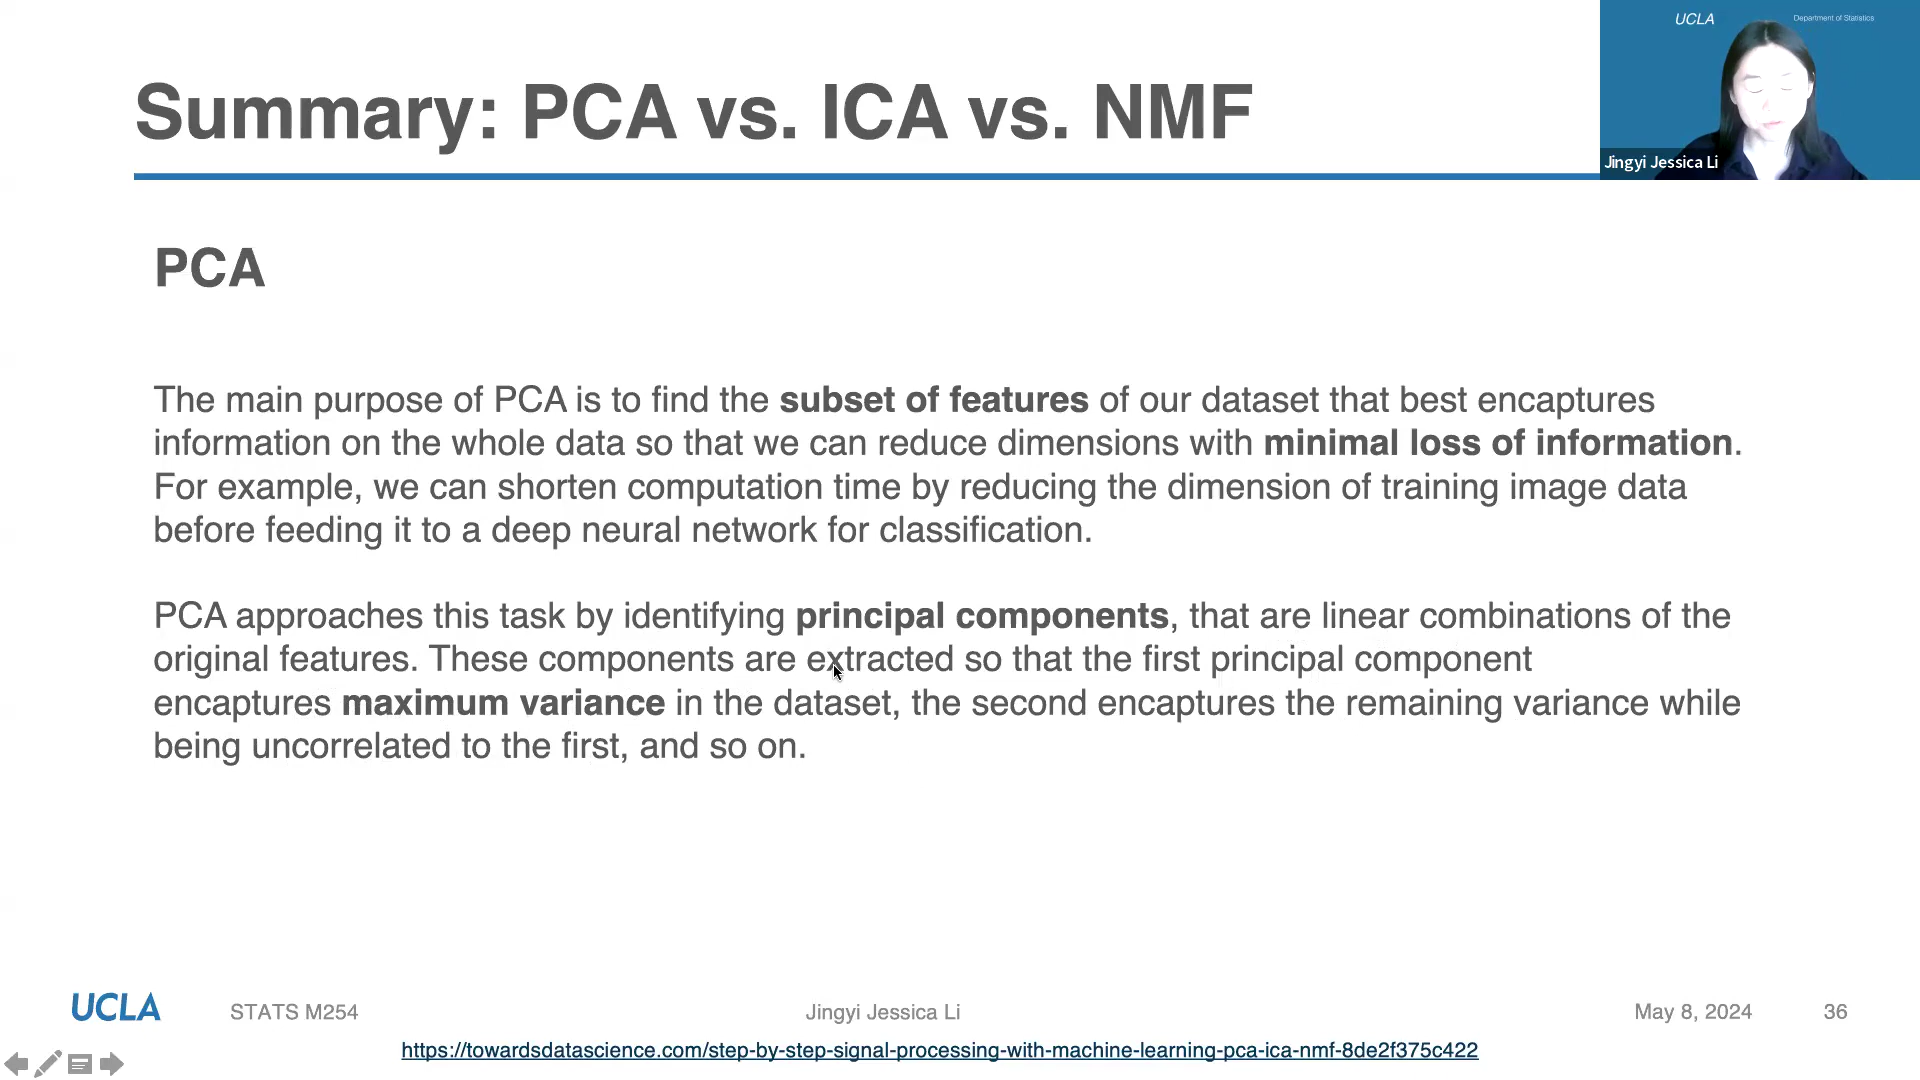 UCLA
Department of Statistics
Summary: PCA vs. ICA vs. NMF
Jingyi Jessica Li
PCA
The main purpose of PCA is to find the subset of features of our dataset that best encaptures
information on the whole data so that we can reduce dimensions with minimal loss of information.
For example, we can shorten computation time by reducing the dimension of training image data
before feeding it to a deep neural network for classification.
PCA approaches this task by identifying principal components, that are linear combinations of the
original features. These components are extracted so that the first principal component
encaptures maximum variance in the dataset, the second encaptures the remaining variance while
being uncorrelated to the first, and so on.
UCLA
STATS M254
Jingyi Jessica Li
May 8, 2024
36
https://towardsdatascience.com/step-by-step-signal-processing-with-machine-learning-pca-ica-nmf-8de2f375c422